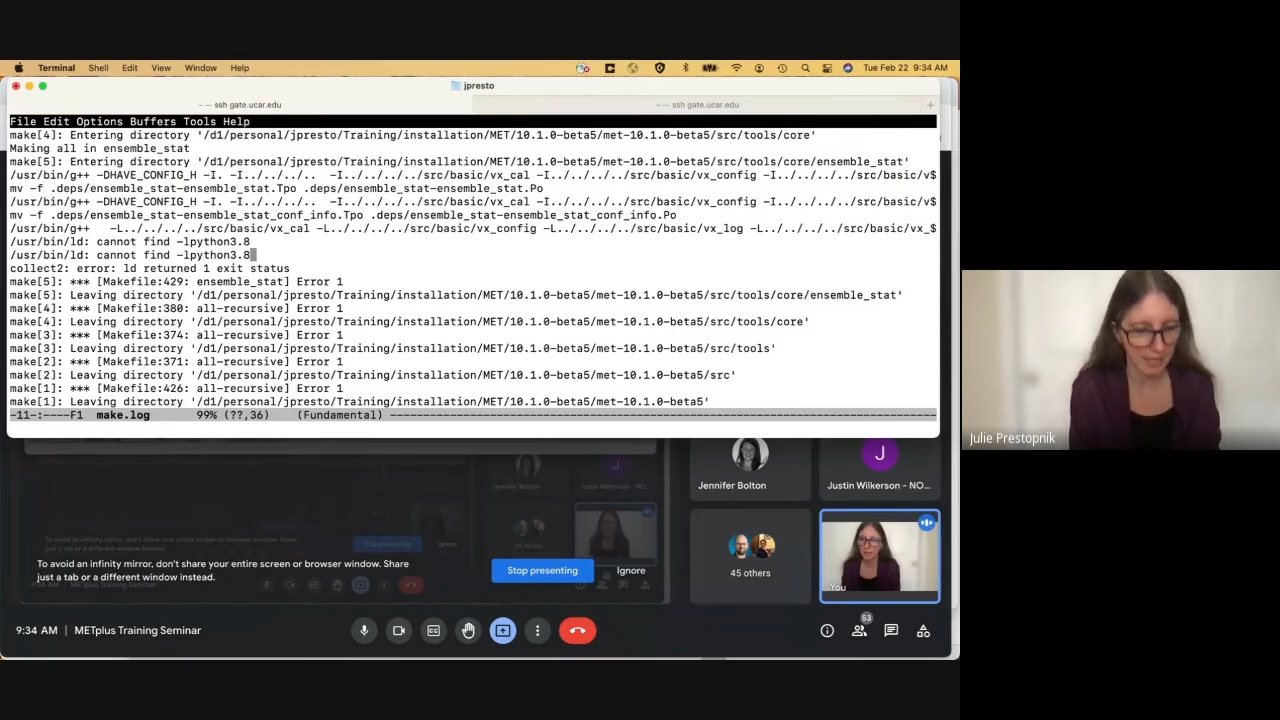 Terminal Shell Edit View Window Help Tue Feb 22 9:34 AM
jpresto
~ — ssh gate.ucar.edu ~ — ssh gate.ucar.edu +
File Edit Options Buffers Tools Help
make[4]: Entering directory '/d1/personal/jpresto/Training/installation/MET/10.1.0-beta5/met-10.1.0-beta5/src/tools/core'
Making all in ensemble_stat
make[5]: Entering directory '/d1/personal/jpresto/Training/installation/MET/10.1.0-beta5/met-10.1.0-beta5/src/tools/core/ensemble_stat'
/usr/bin/g++ -DHAVE_CONFIG_H -I. -I../../../.. -I../../../../src/basic/vx_cal -I../../../../src/basic/vx_config -I../../../../src/basic/v$
mv -f .deps/ensemble_stat-ensemble_stat.Tpo .deps/ensemble_stat-ensemble_stat.Po
/usr/bin/g++ -DHAVE_CONFIG_H -I. -I../../../.. -I../../../../src/basic/vx_cal -I../../../../src/basic/vx_config -I../../../../src/basic/v$
mv -f .deps/ensemble_stat-ensemble_stat_conf_info.Tpo .deps/ensemble_stat-ensemble_stat_conf_info.Po
/usr/bin/g++ -L../../../../src/basic/vx_cal -L../../../../src/basic/vx_config -L../../../../src/basic/vx_log -L../../../../src/basic/vx_$
/usr/bin/ld: cannot find -lpython3.8
/usr/bin/ld: cannot find -lpython3.8
collect2: error: ld returned 1 exit status
make[5]: *** [Makefile:429: ensemble_stat] Error 1
make[5]: Leaving directory '/d1/personal/jpresto/Training/installation/MET/10.1.0-beta5/met-10.1.0-beta5/src/tools/core/ensemble_stat'
make[4]: *** [Makefile:380: all-recursive] Error 1
make[4]: Leaving directory '/d1/personal/jpresto/Training/installation/MET/10.1.0-beta5/met-10.1.0-beta5/src/tools/core'
make[3]: *** [Makefile:374: all-recursive] Error 1
make[3]: Leaving directory '/d1/personal/jpresto/Training/installation/MET/10.1.0-beta5/met-10.1.0-beta5/src/tools'
make[2]: *** [Makefile:371: all-recursive] Error 1
make[2]: Leaving directory '/d1/personal/jpresto/Training/installation/MET/10.1.0-beta5/met-10.1.0-beta5/src'
make[1]: *** [Makefile:426: all-recursive] Error 1
make[1]: Leaving directory '/d1/personal/jpresto/Training/installation/MET/10.1.0-beta5/met-10.1.0-beta5'
-11-:----F1 make.log 99% (??,36) (Fundamental) ----------
Julie Prestopnik
Jennifer Bolton
J
Justin Wilkerson - NO...
To avoid an infinity mirror, don't share your entire screen or browser window. Share
just a tab or a different window instead.
Stop presenting Ignore
45 others
You
53
9:34 AM | METplus Training Seminar